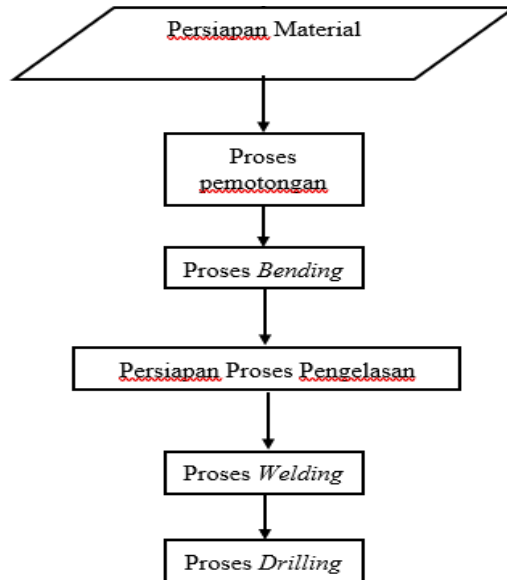 Persiapan Material
Proses
pemotongan
Proses Bending
Persiapan Proses Pengelasan
Proses Welding
Proses Drilling